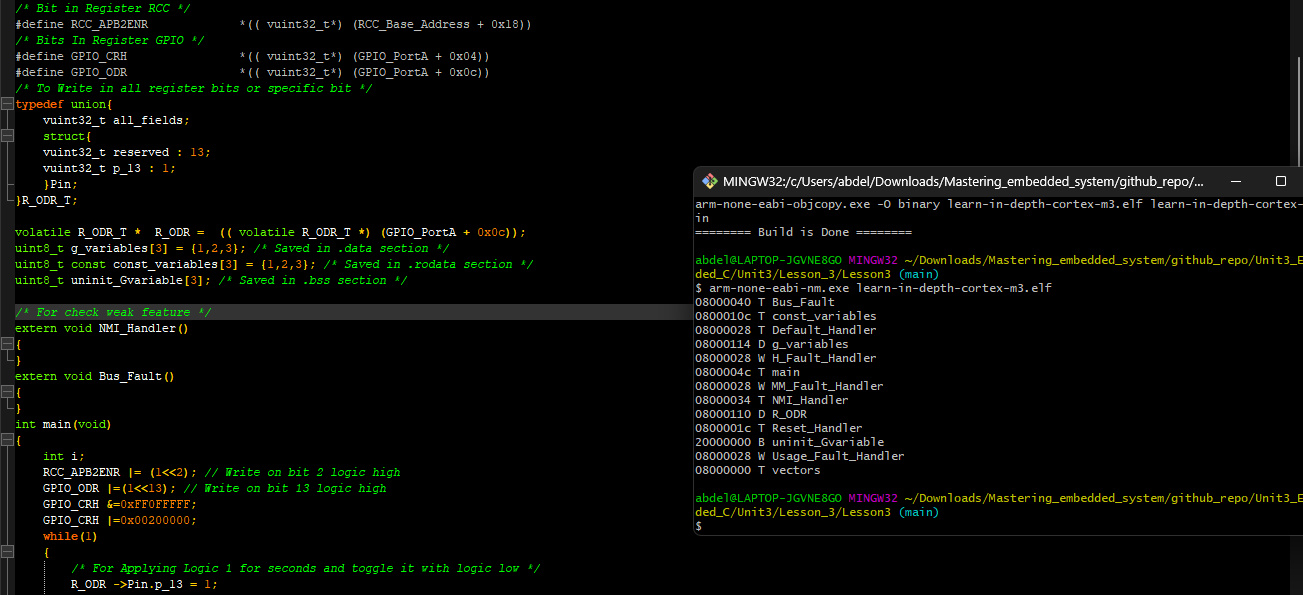 /* Bit in Register RCC */
#define RCC_APB2ENR *(( vuint32_t*) (RCC_Base_Address + 0x18))
/* Bits In Register GPIO */
#define GPIO_CRH *(( vuint32_t*) (GPIO_PortA + 0x04))
#define GPIO_ODR *(( vuint32_t*) (GPIO_PortA + 0x0c))
/* To Write in all register bits or specific bit */
typedef union{
vuint32_t all_fields;
struct{
vuint32_t reserved : 13;
vuint32_t p_13 : 1;
}Pin;
}R_ODR_T;
volatile R_ODR_T * R_ODR = (( volatile R_ODR_T *) (GPIO_PortA + 0x0c));
uint8_t g_variables[3] = {1,2,3}; /* Saved in .data section */
uint8_t const const_variables[3] = {1,2,3}; /* Saved in .rodata section */
uint8_t uninit_Gvariable[3]; /* Saved in .bss section */
/* For check weak feature */
extern void NMI_Handler()
{
}
extern void Bus_Fault()
{
}
int main(void)
{
int i;
RCC_APB2ENR |= (1<<2); // Write on bit 2 logic high
GPIO_ODR |=(1<<13); // Write on bit 13 logic high
GPIO_CRH &=0xFF0FFFFF;
GPIO_CRH |=0x00200000;
while(1)
{
/* For Applying Logic 1 for seconds and toggle it with logic low */
R_ODR ->Pin.p_13 = 1;
MINGW32:/c/Users/abdel/Downloads/Mastering_embedded_system/github_repo/...
arm-none-eabi-objcopy.exe -O binary learn-in-depth-cortex-m3.elf learn-in-depth-cortex-
in
======== Build is Done ========
abdel@LAPTOP-JGVNE8GO MINGW32 ~/Downloads/Mastering_embedded_system/github_repo/Unit3_E
ded_C/Unit3/Lesson_3/Lesson3 (main)
$ arm-none-eabi-nm.exe learn-in-depth-cortex-m3.elf
08000040 T Bus_Fault
0800010c T const_variables
08000028 T Default_Handler
08000114 D g_variables
08000028 W H_Fault_Handler
0800004c T main
08000028 W MM_Fault_Handler
08000034 T NMI_Handler
08000110 D R_ODR
0800001c T Reset_Handler
20000000 B uninit_Gvariable
08000028 W Usage_Fault_Handler
08000000 T vectors
abdel@LAPTOP-JGVNE8GO MINGW32 ~/Downloads/Mastering_embedded_system/github_repo/Unit3_E
ded_C/Unit3/Lesson_3/Lesson3 (main)
$